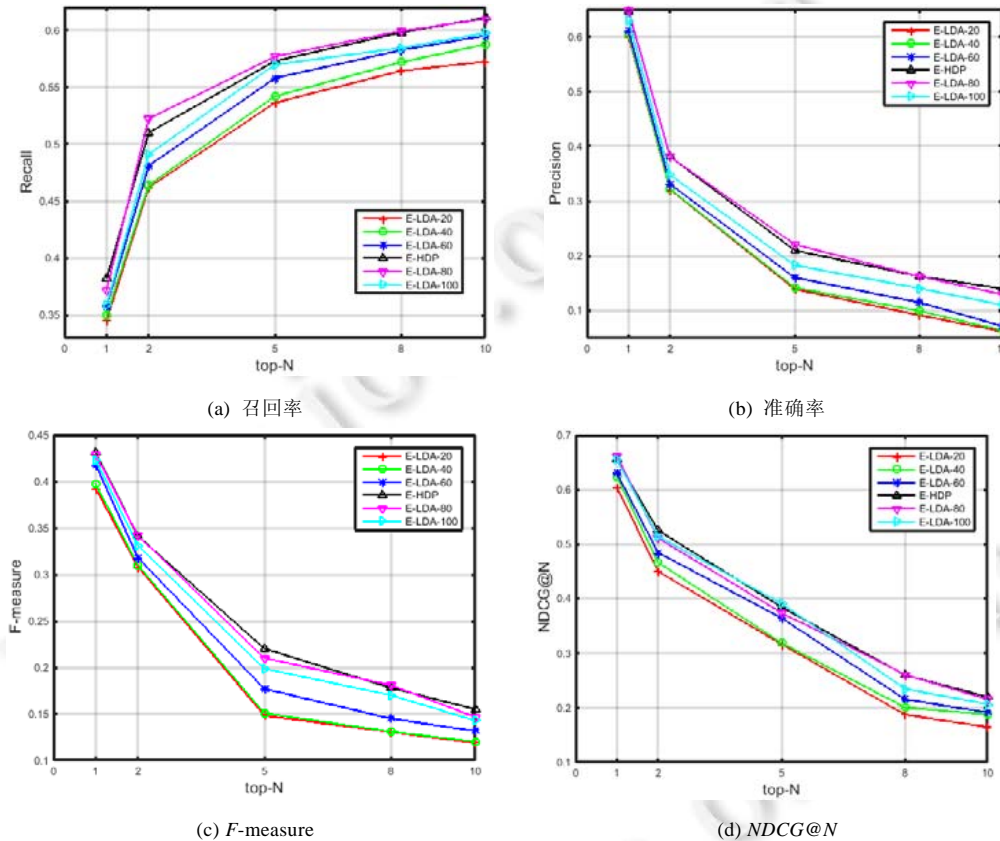 0.6
0.55
0.5
0.45
0.4
0.35
Recall
0
1
2
5
8
10
top-N
E-LDA-20
E-LDA-40
E-LDA-60
E-HDP
E-LDA-80
E-LDA-100
(a) 召回率
0.6
0.5
0.4
0.3
0.2
0.1
Precision
0
1
2
5
8
10
top-N
E-LDA-20
E-LDA-40
E-LDA-60
E-HDP
E-LDA-80
E-LDA-100
(b) 准确率
0.45
0.4
0.35
0.3
0.25
0.2
0.15
0.1
F-measure
0
1
2
5
8
10
top-N
E-LDA-20
E-LDA-40
E-LDA-60
E-HDP
E-LDA-80
E-LDA-100
(c) F-measure
0.7
0.6
0.5
0.4
0.3
0.2
0.1
NDCG@N
0
1
2
5
8
10
top-N
E-LDA-20
E-LDA-40
E-LDA-60
E-HDP
E-LDA-80
E-LDA-100
(d) NDCG@N